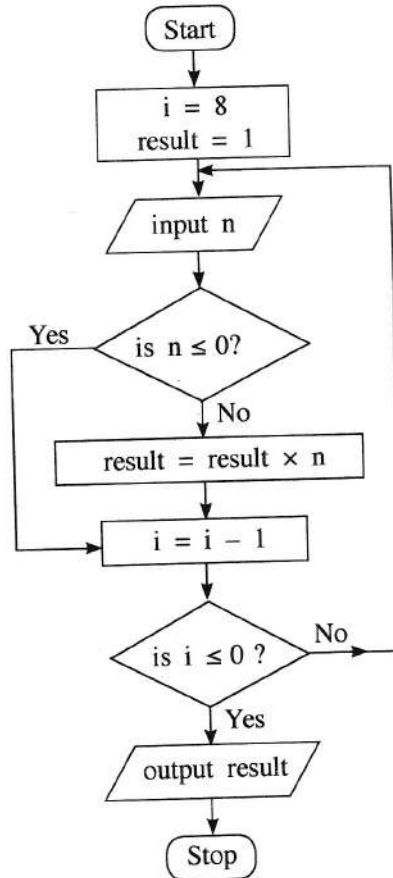 Start
i = 8
result = 1
input n
Yes
is n ≤ 0?
No
result = result × n
i = i − 1
is i ≤ 0 ?
No
Yes
output result
Stop